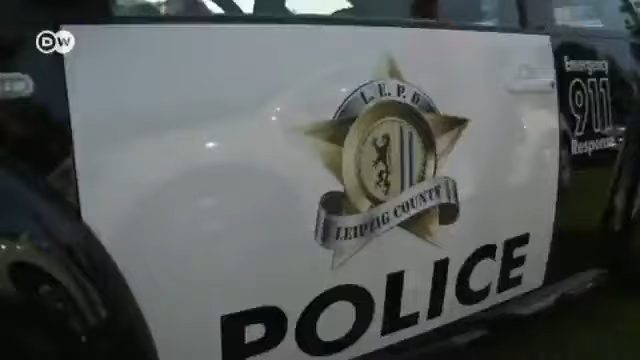 DW
L.E.P.D
LEIPZIG COUNTY
POLICE
Emergency
911
Response